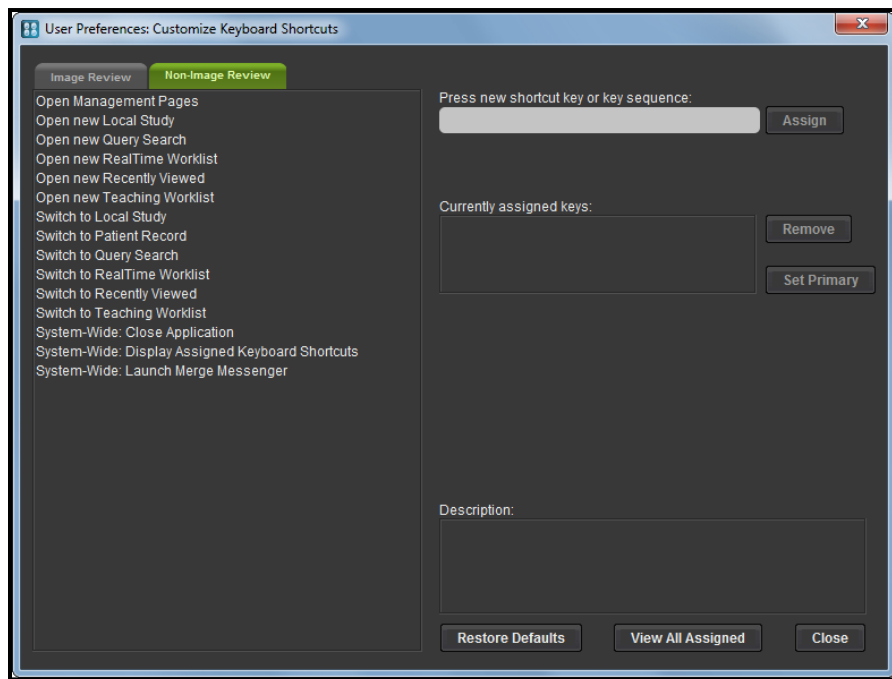 User Preferences: Customize Keyboard Shortcuts
Image Review
Non-Image Review
Open Management Pages
Open new Local Study
Open new Query Search
Open new RealTime Worklist
Open new Recently Viewed
Open new Teaching Worklist
Switch to Local Study
Switch to Patient Record
Switch to Query Search
Switch to RealTime Worklist
Switch to Recently Viewed
Switch to Teaching Worklist
System-Wide: Close Application
System-Wide: Display Assigned Keyboard Shortcuts
System-Wide: Launch Merge Messenger
Press new shortcut key or key sequence:
Assign
Currently assigned keys:
Remove
Set Primary
Description:
Restore Defaults
View All Assigned
Close